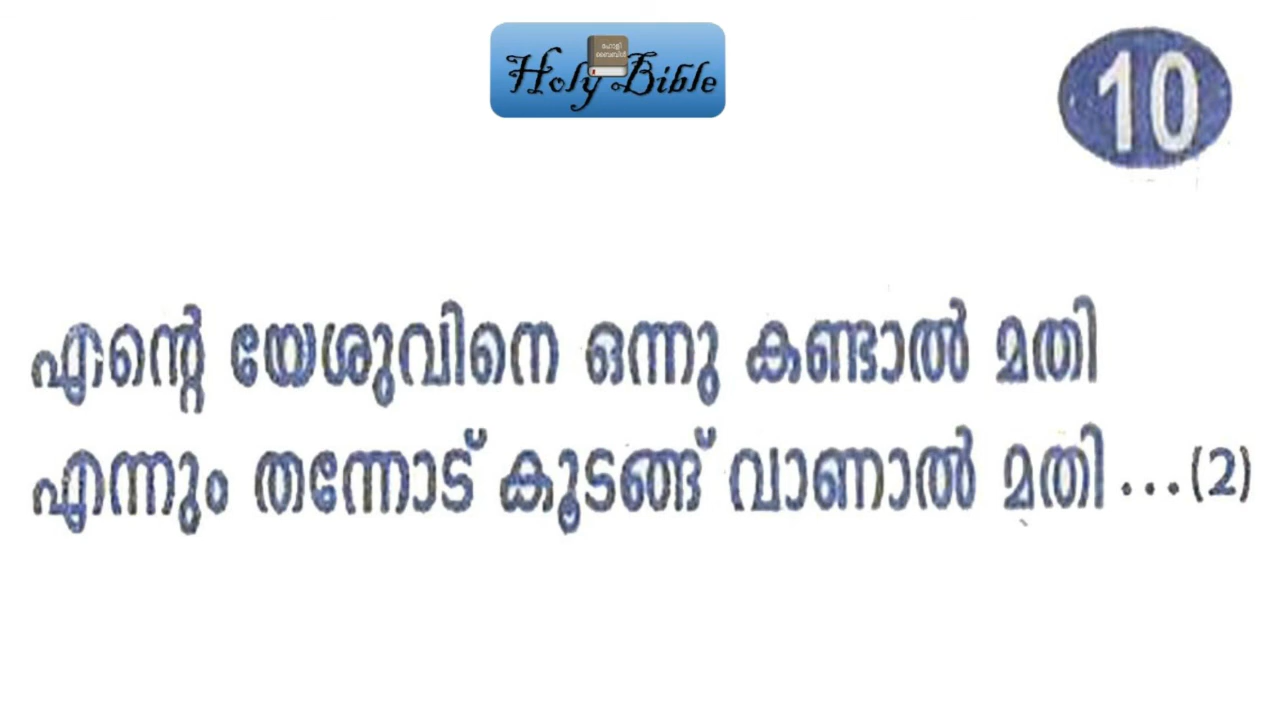 Holy Bible
ഹോളി
ബൈബിൾ
10
എന്റെ യേശുവിനെ ഒന്നു കണ്ടാൽ മതി
എന്നും തന്നോട് കൂടങ്ങ് വാണാൽ മതി ...(2)